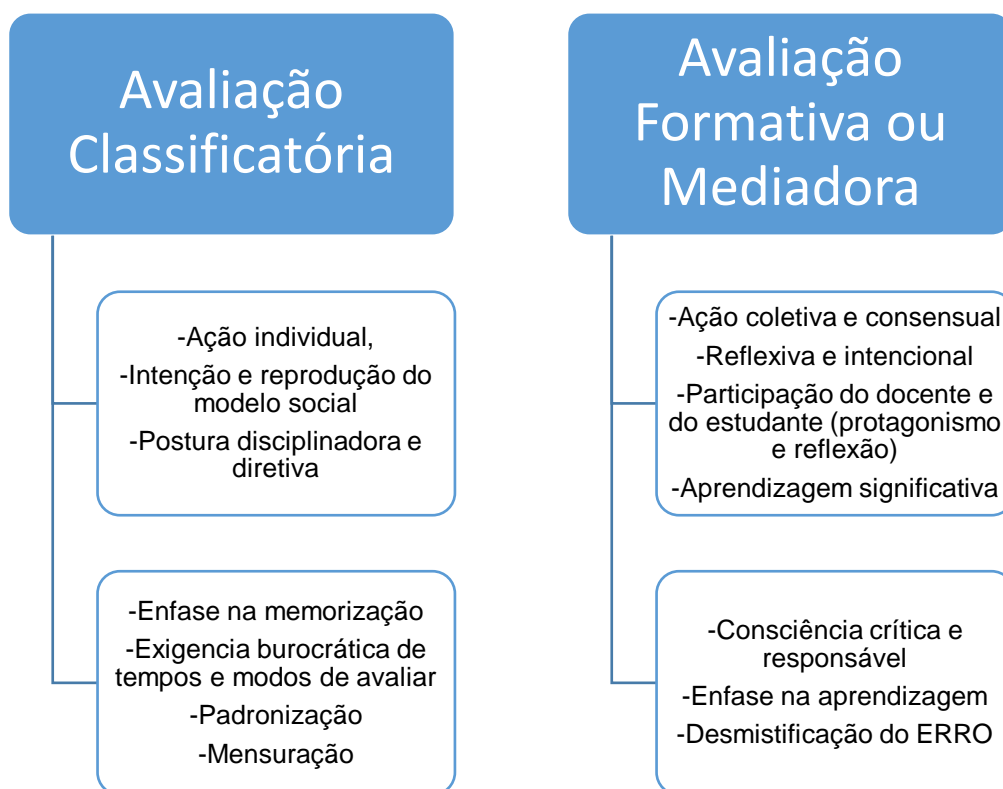 Avaliação
Classificatória
-Ação individual,
-Intenção e reprodução do
modelo social
-Postura disciplinadora e
diretiva
-Enfase na memorização
-Exigencia burocrática de
tempos e modos de avaliar
-Padronização
-Mensuração
Avaliação
Formativa ou
Mediadora
-Ação coletiva e consensual
-Reflexiva e intencional
-Participação do docente e
do estudante (protagonismo
e reflexão)
-Aprendizagem significativa
-Consciência crítica e
responsável
-Enfase na aprendizagem
-Desmistificação do ERRO